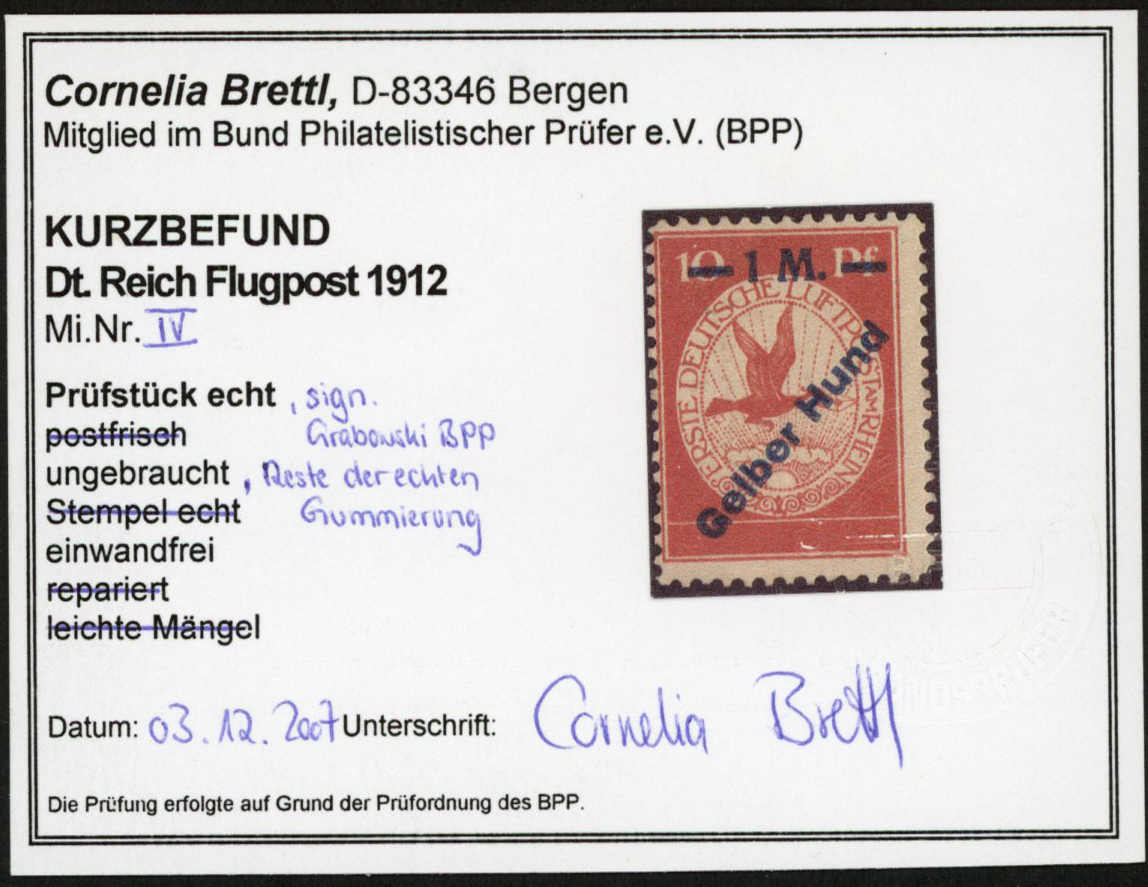 Cornelia Brettl, D-83346 Bergen
Mitglied im Bund Philatelistischer Prüfer e.V. (BPP)
KURZBEFUND
Dt. Reich Flugpost 1912
Mi.Nr. IV
Prüfstück echt , sign.
postfrisch Grabowski BPP
ungebraucht , Reste der echten
Stempel echt Gummierung
einwandfrei
repariert
leichte Mängel
10 Pf
1 M.
ERSTE DEUTSCHE LUFTPOST AM RHEIN
Gelber Hund
Datum: 03.12.2007 Unterschrift: Cornelia Brettl
Die Prüfung erfolgte auf Grund der Prüfordnung des BPP.